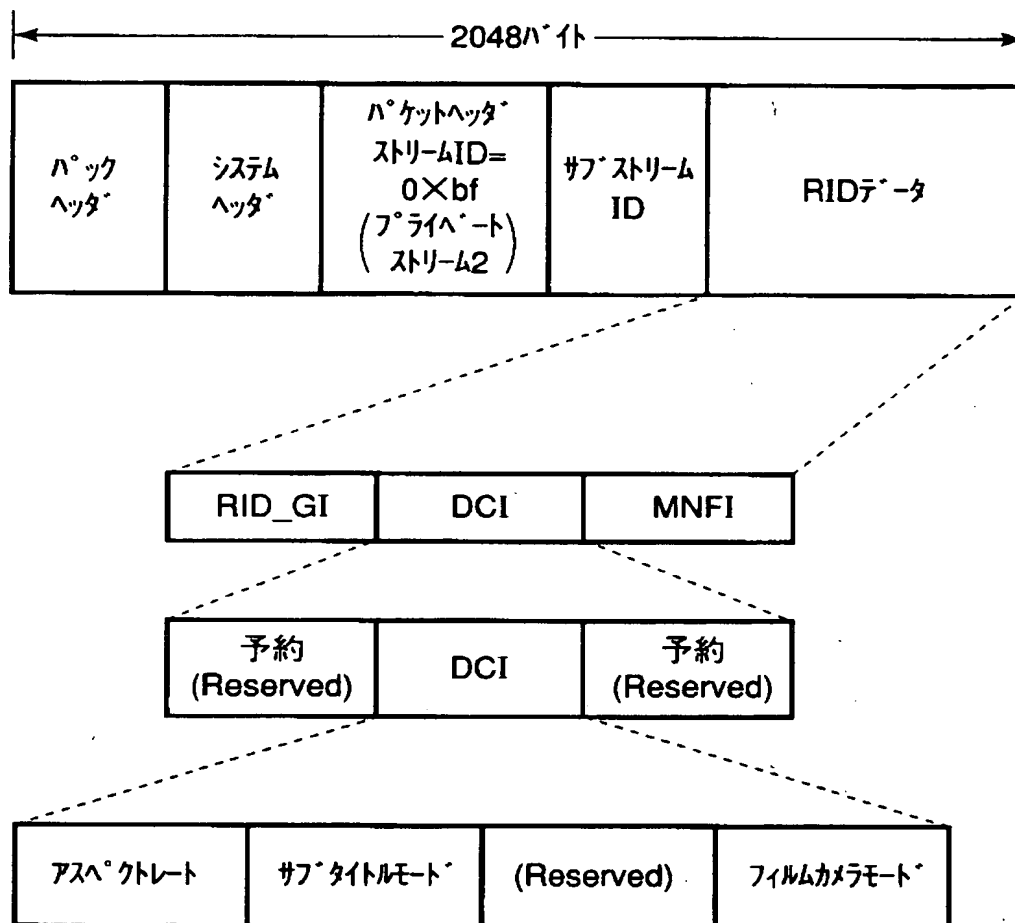 2048バイト
パック
ヘッダ
システム
ヘッダ
パケットヘッダ
ストリームID=
0×bf
(プライベート
ストリーム2)
サブストリーム
ID
RIDデータ
RID_GI
DCI
MNFI
予約
(Reserved)
DCI
予約
(Reserved)
アスペクトレート
サブタイトルモード
(Reserved)
フィルムカメラモード